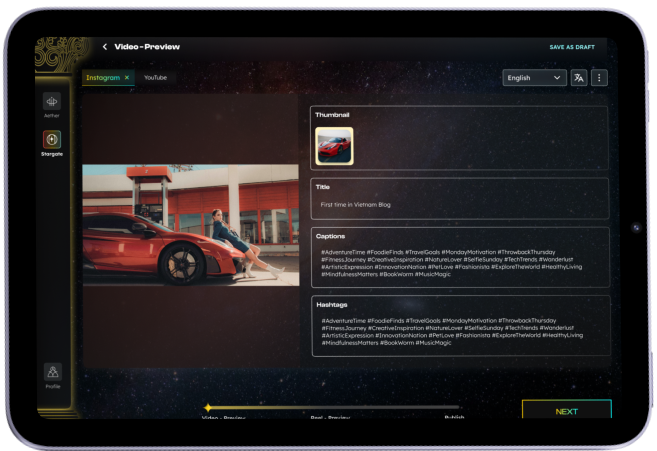 Video - Preview
SAVE AS DRAFT
Instagram ×
YouTube
English
Aether
Stargate
Thumbnail
Title
First time in Vietnam Blog
Captions
#AdventureTime #FoodieFinds #TravelGoals #MondayMotivation #ThrowbackThursday
#FitnessJourney #CreativeInspiration #NatureLover #SelfieSunday #TechTrends #Wanderlust
#ArtisticExpression #InnovationNation #PetLove #Fashionista #ExploreTheWorld #HealthyLiving
#MindfulnessMatters #BookWorm #MusicMagic
Hashtags
#AdventureTime #FoodieFinds #TravelGoals #MondayMotivation #ThrowbackThursday
#FitnessJourney #CreativeInspiration #NatureLover #SelfieSunday #TechTrends #Wanderlust
#ArtisticExpression #InnovationNation #PetLove #Fashionista #ExploreTheWorld #HealthyLiving
#MindfulnessMatters #BookWorm #MusicMagic
Profile
Video - Preview
Reel - Preview
Publish
NEXT